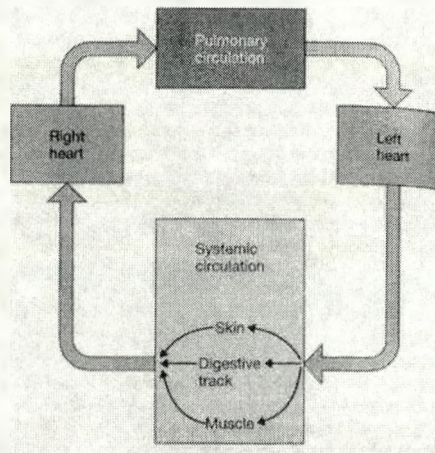 Pulmonary
circulation
Right
heart
Left
heart
Systemic
circulation
Skin
Digestive
track
Muscle